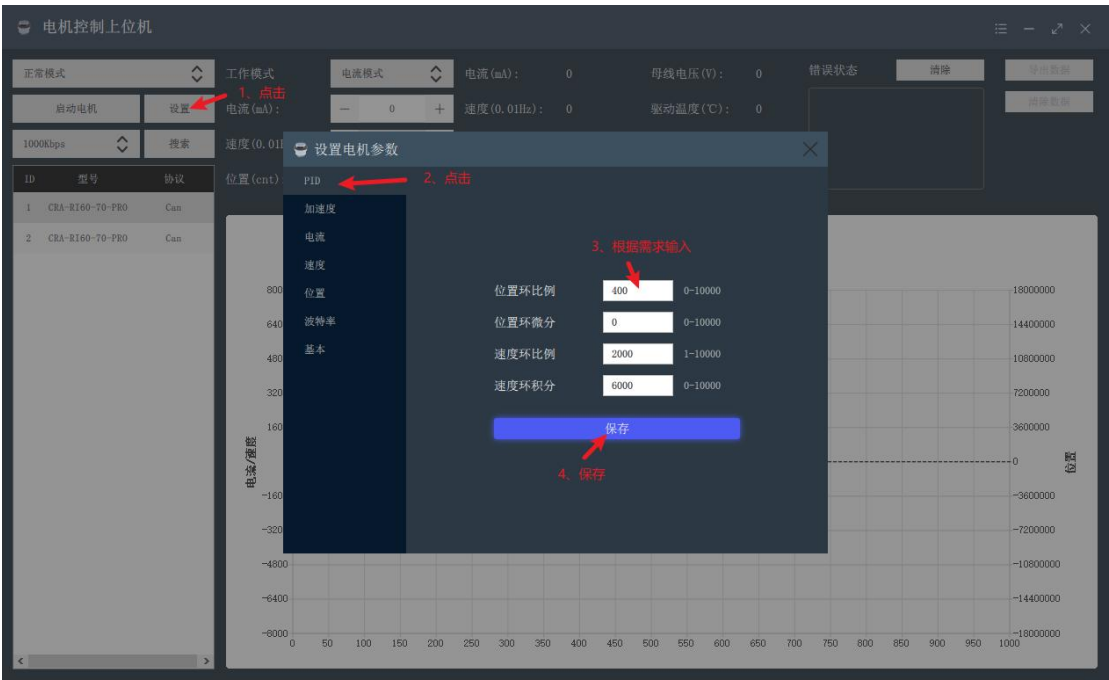 电机控制上位机
正常模式
工作模式
电流模式
电流(mA):
0
母线电压(V):
0
错误状态
清除
导出数据
1、点击
启动电机
设置
电流(mA):
0
速度(0.01Hz):
0
驱动温度(℃):
0
清除数据
1000Kbps
搜索
速度(0.01H
设置电机参数
ID 型号 协议
位置(cnt)
PID
2、点击
1 CRA-RI60-70-PRO Can
加速度
2 CRA-RI60-70-PRO Can
电流
3、根据需求输入
速度
800
位置
位置环比例 400 0-10000
18000000
640
波特率
位置环微分 0 0-10000
14400000
480
基本
速度环比例 2000 1-10000
10800000
320
速度环积分 6000 0-10000
7200000
160
保存
3600000
电流/速度
0
位置
4、保存
-160
-3600000
-320
-7200000
-4800
-10800000
-6400
-14400000
-8000
-18000000
0 50 100 150 200 250 300 350 400 450 500 550 600 650 700 750 800 850 900 950 1000